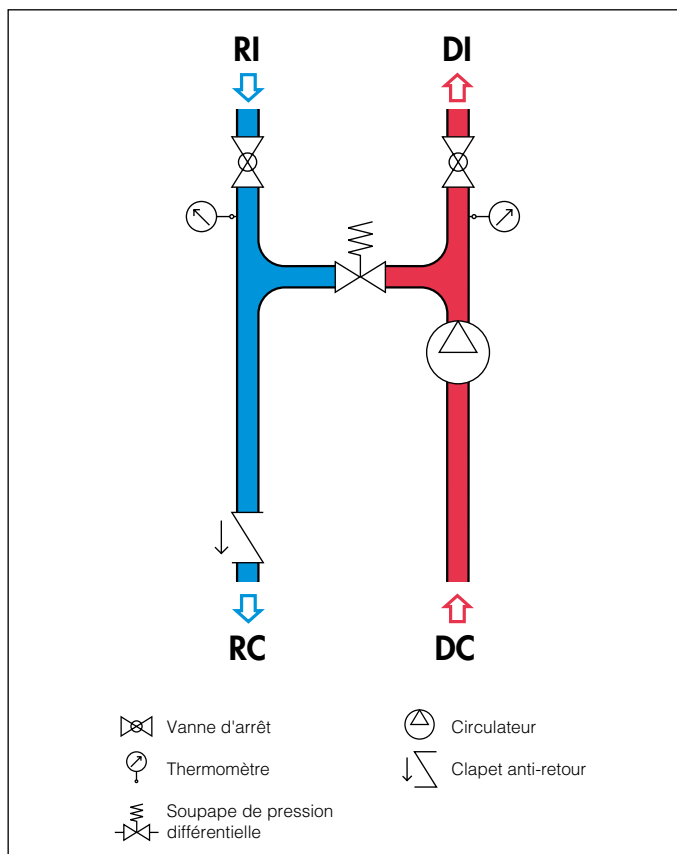 RI
DI
RC
DC
Vanne d'arrêt
Circulateur
Thermomètre
Clapet anti-retour
Soupape de pression
différentielle